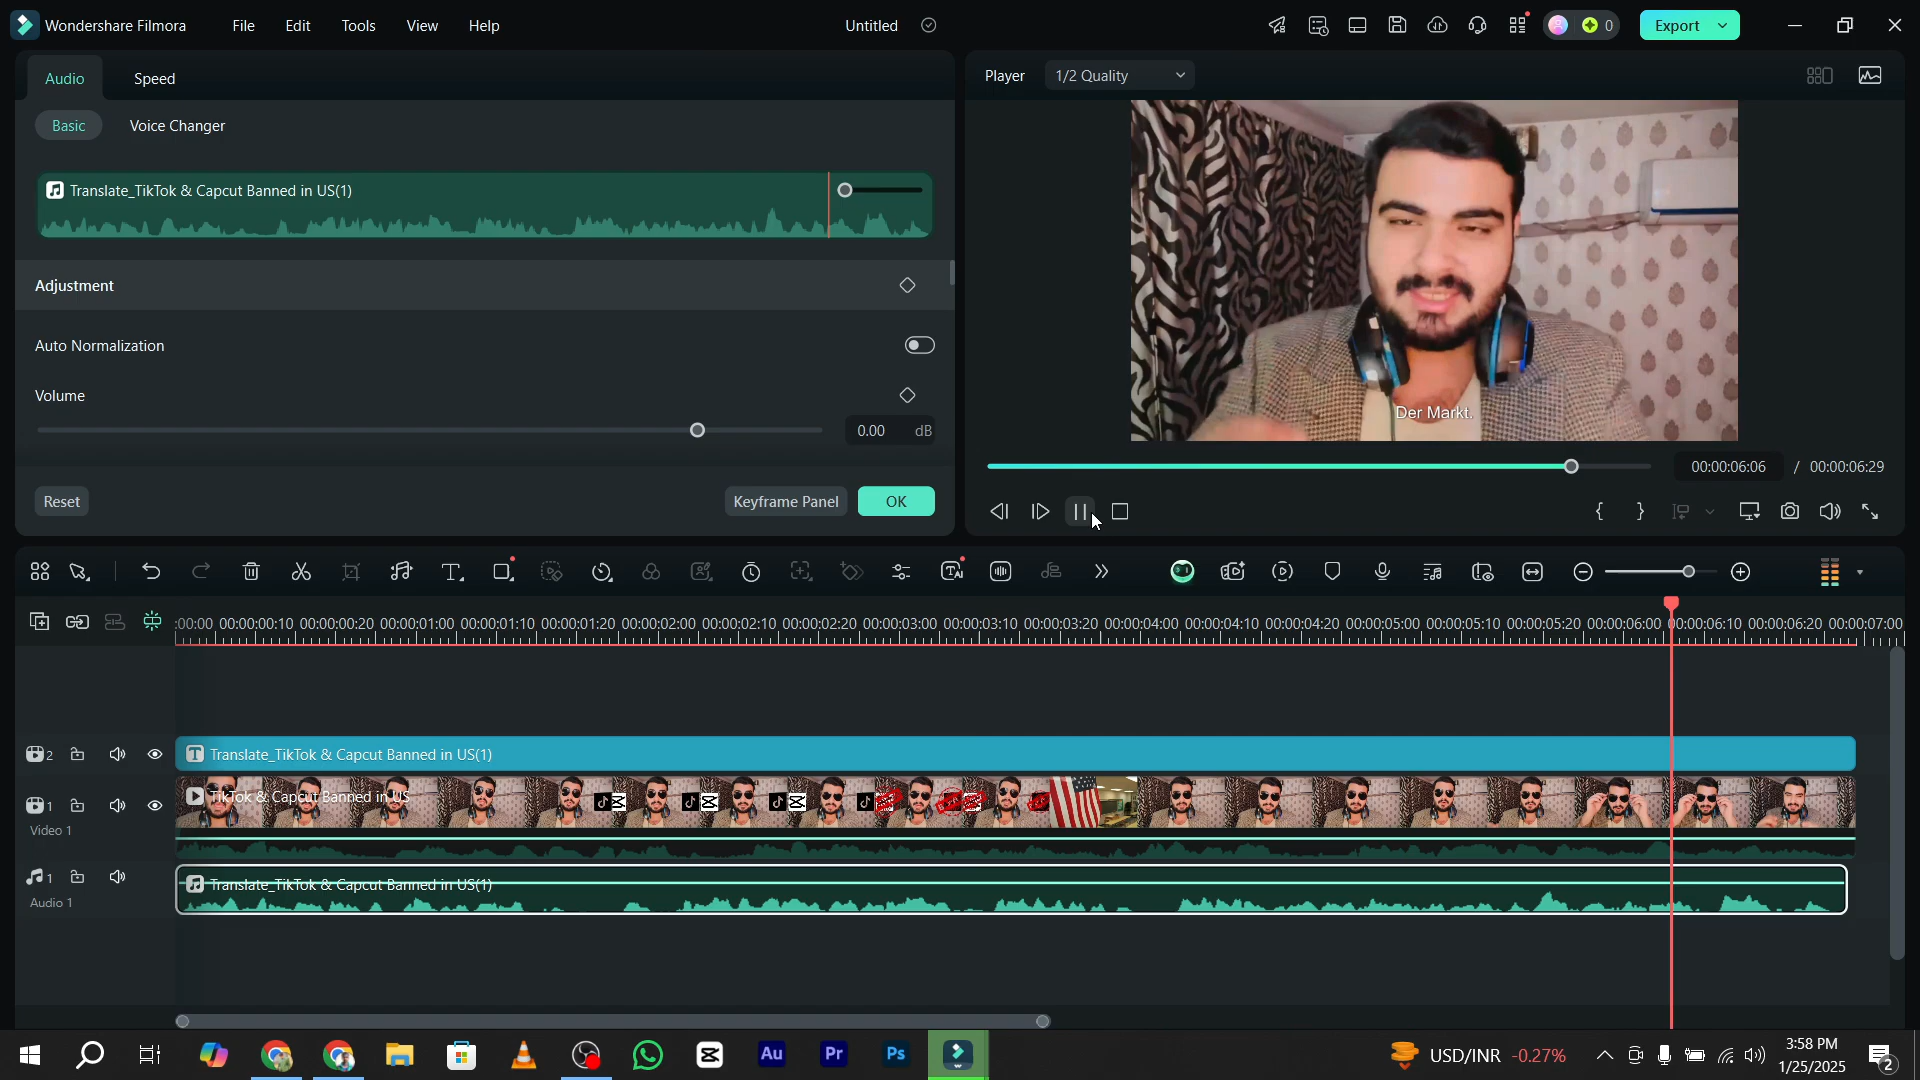 Wondershare Filmora File Edit Tools View Help Untitled 0 Export
Audio Speed
Player 1/2 Quality
Basic Voice Changer
Translate_TikTok & Capcut Banned in US(1)
Adjustment
Auto Normalization
Volume
0.00 dB
Der Markt.
00:00:06:06 / 00:00:06:29
Reset Keyframe Panel OK
:00:00 00:00:00:10 00:00:00:20 00:00:01:00 00:00:01:10 00:00:01:20 00:00:02:00 00:00:02:10 00:00:02:20 00:00:03:00 00:00:03:10 00:00:03:20 00:00:04:00 00:00:04:10 00:00:04:20 00:00:05:00 00:00:05:10 00:00:05:20 00:00:06:00 00:00:06:10 00:00:06:20 00:00:07:00
2 Translate_TikTok & Capcut Banned in US(1)
1 TikTok & Capcut Banned in US
Video 1
1 Translate_TikTok & Capcut Banned in US(1)
Audio 1
Au Pr Ps
USD/INR -0.27%
3:58 PM
1/25/2025
2